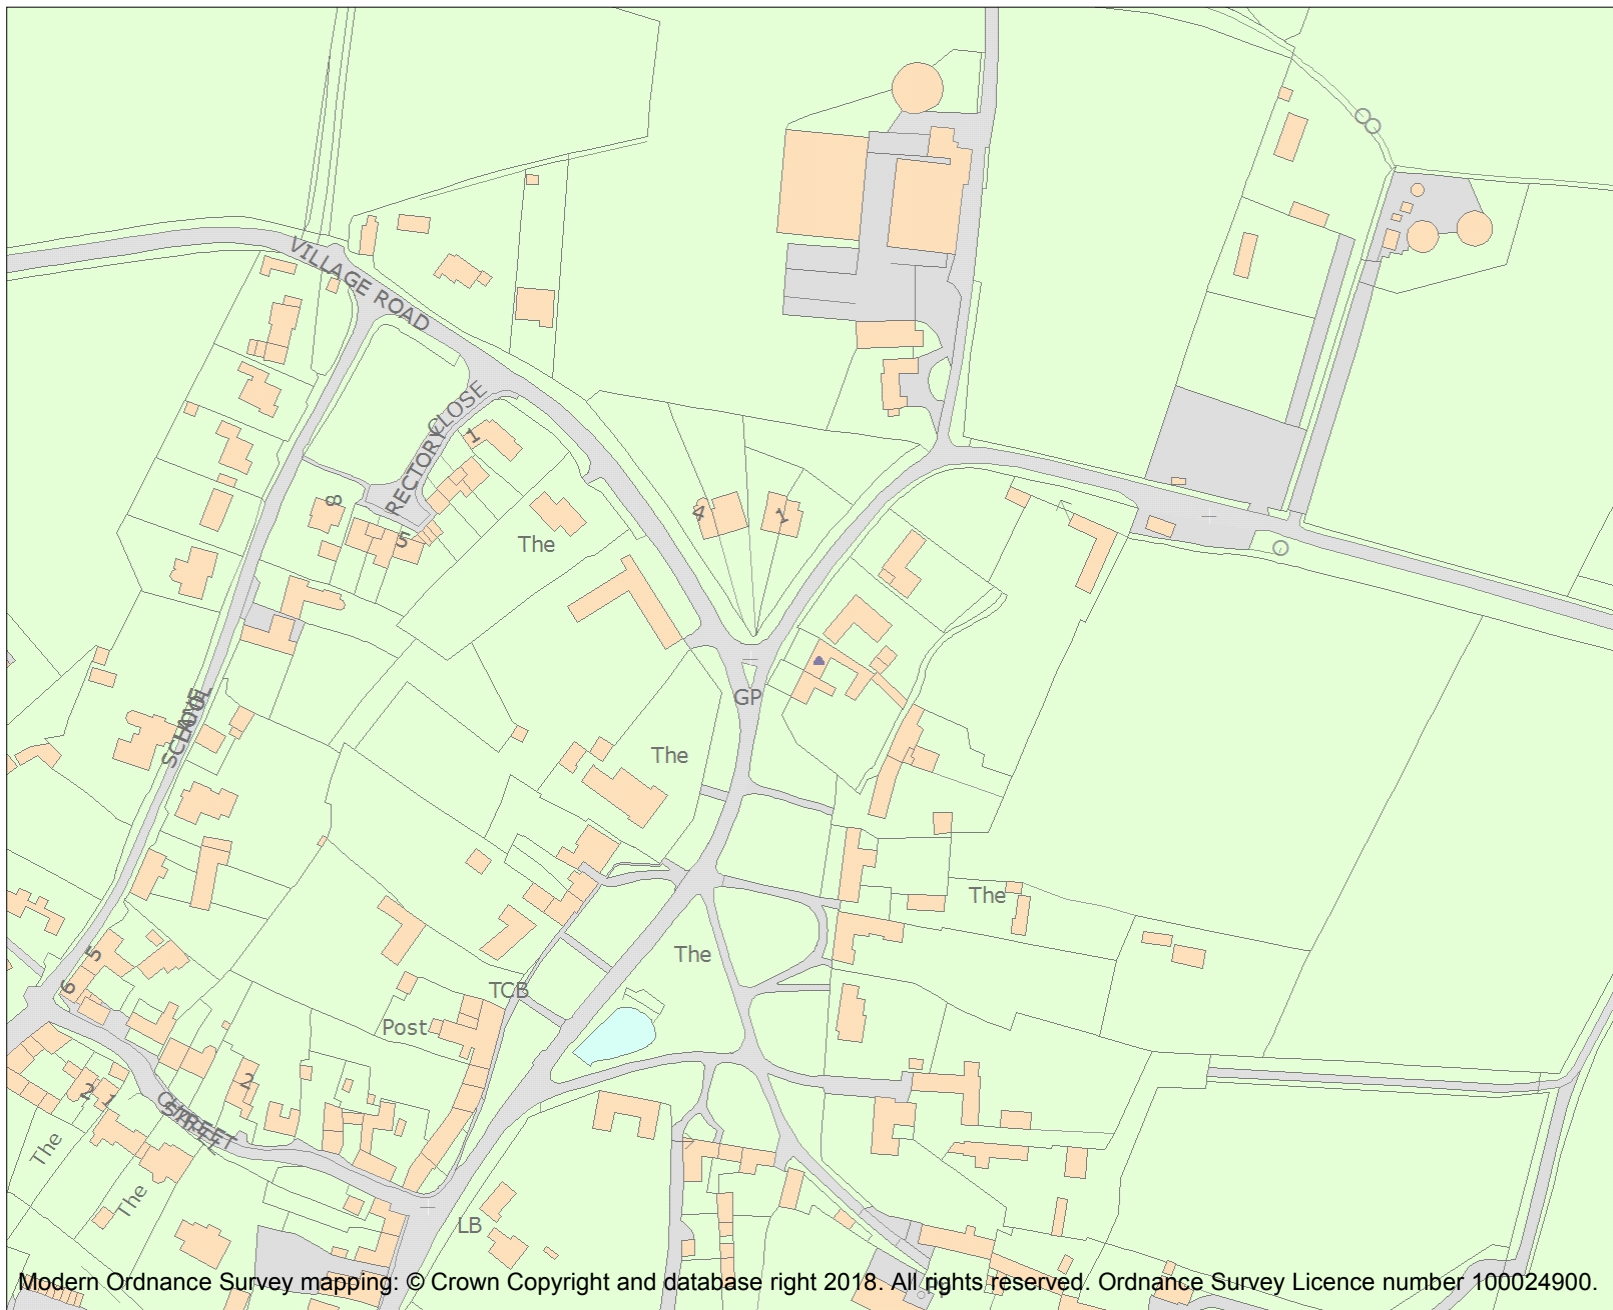 VILLAGE ROAD
RECTORY CLOSE
1
8
5
The
4
1
GP
SCHOOL
LANE
The
The
The
5
6
TCB
Post
2
2
1
STREET
The
The
LB
Modern Ordnance Survey mapping: © Crown Copyright and database right 2018. All rights reserved. Ordnance Survey Licence number 100024900.